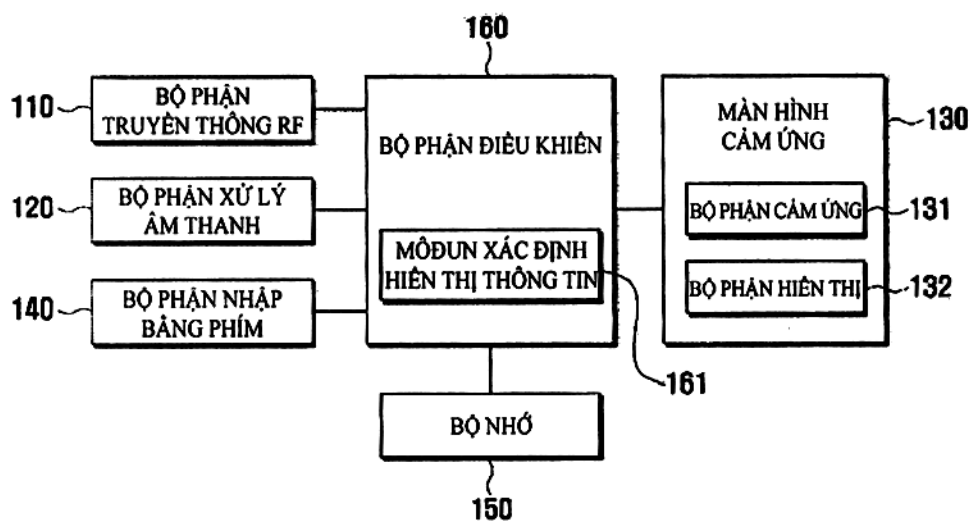 160
110
BỘ PHẬN
TRUYỀN THÔNG RF
120
BỘ PHẬN XỬ LÝ
ÂM THANH
140
BỘ PHẬN NHẬP
BẰNG PHÍM
BỘ PHẬN ĐIỀU KHIỂN
MÔĐUN XÁC ĐỊNH
HIỂN THỊ THÔNG TIN
161
MÀN HÌNH
CẢM ỨNG
130
BỘ PHẬN CẢM ỨNG
131
BỘ PHẬN HIỂN THỊ
132
BỘ NHỚ
150